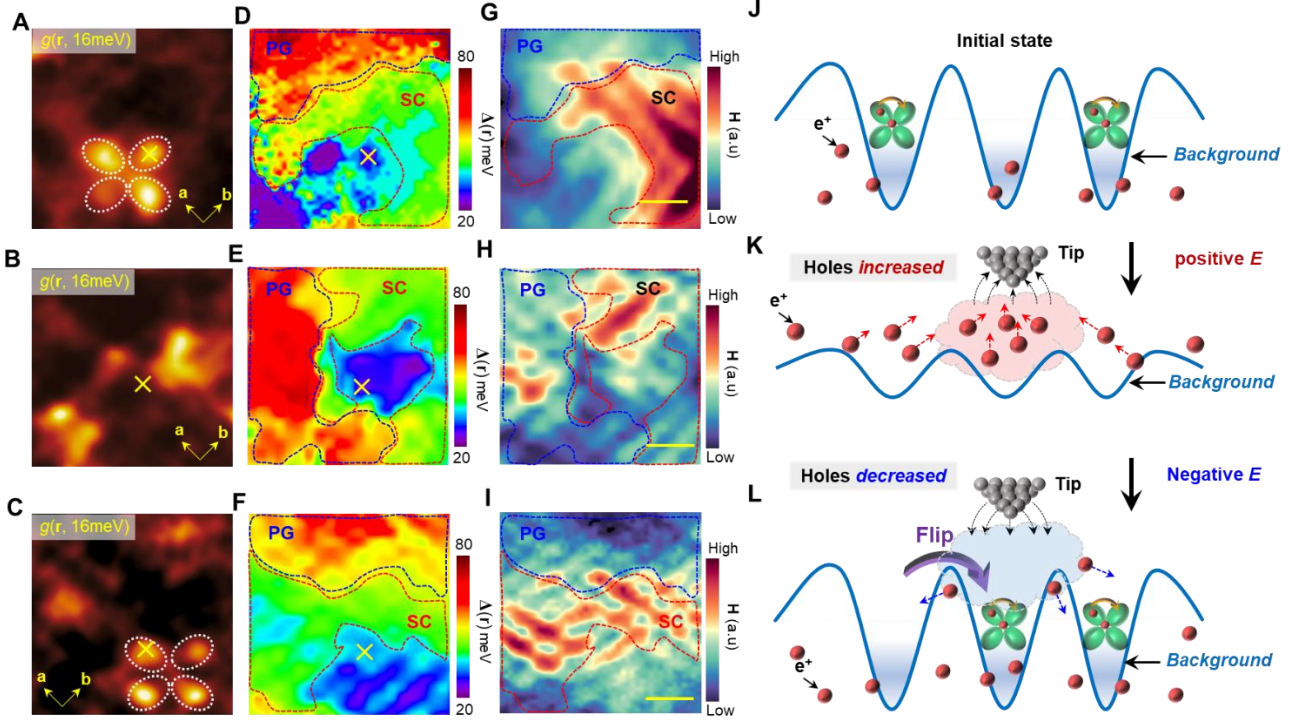 A
g(r, 16meV)
a
b
D
PG
SC
80
Δ(r) meV
20
G
PG
SC
High
H (a.u)
Low
J
Initial state
e⁺
Background
B
g(r, 16meV)
a
b
E
PG
SC
80
Δ(r) meV
20
H
PG
SC
High
H (a.u)
Low
K
Holes increased
Tip
positive E
e⁺
Background
C
g(r, 16meV)
a
b
F
PG
SC
80
Δ(r) meV
20
I
PG
SC
High
H (a.u)
Low
Holes decreased
Tip
Negative E
L
Flip
e⁺
Background